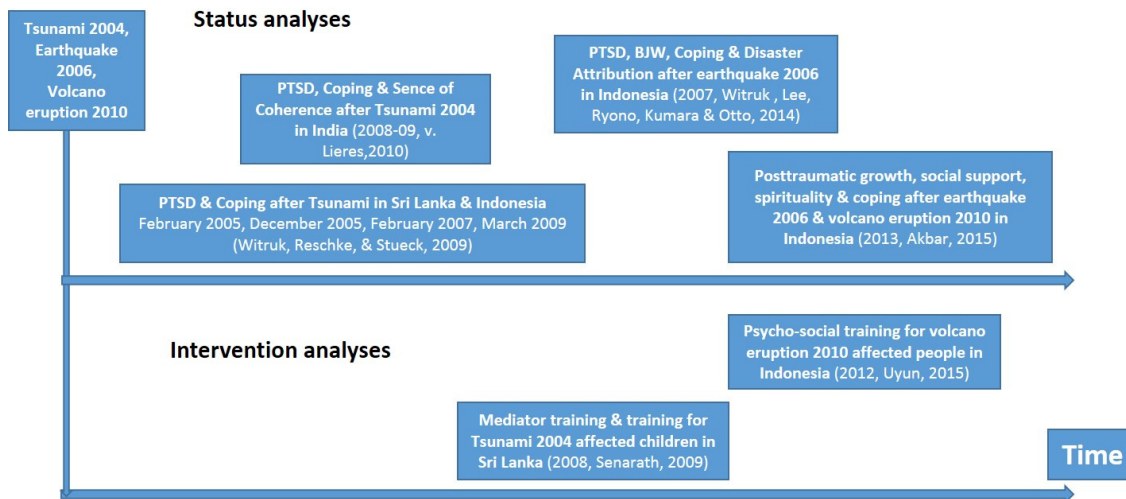 Tsunami 2004,
Earthquake
2006,
Volcano
eruption 2010
Status analyses
PTSD, Coping & Sence of
Coherence after Tsunami 2004
in India (2008-09, v.
Lieres,2010)
PTSD, BJW, Coping & Disaster
Attribution after earthquake 2006
in Indonesia (2007, Witruk , Lee,
Ryono, Kumara & Otto, 2014)
PTSD & Coping after Tsunami in Sri Lanka & Indonesia
February 2005, December 2005, February 2007, March 2009
(Witruk, Reschke, & Stueck, 2009)
Posttraumatic growth, social support,
spirituality & coping after earthquake
2006 & volcano eruption 2010 in
Indonesia (2013, Akbar, 2015)
Intervention analyses
Psycho-social training for volcano
eruption 2010 affected people in
Indonesia (2012, Uyun, 2015)
Mediator training & training for
Tsunami 2004 affected children in
Sri Lanka (2008, Senarath, 2009)
Time